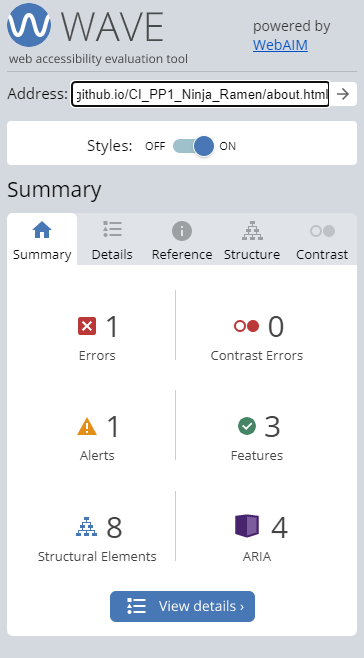 WAVE
web accessibility evaluation tool
powered by
WebAIM
Address: github.io/CI_PP1_Ninja_Ramen/about.html
Styles: OFF ON
Summary
Summary Details Reference Structure Contrast
1
Errors
0
Contrast Errors
1
Alerts
3
Features
8
Structural Elements
4
ARIA
View details ›